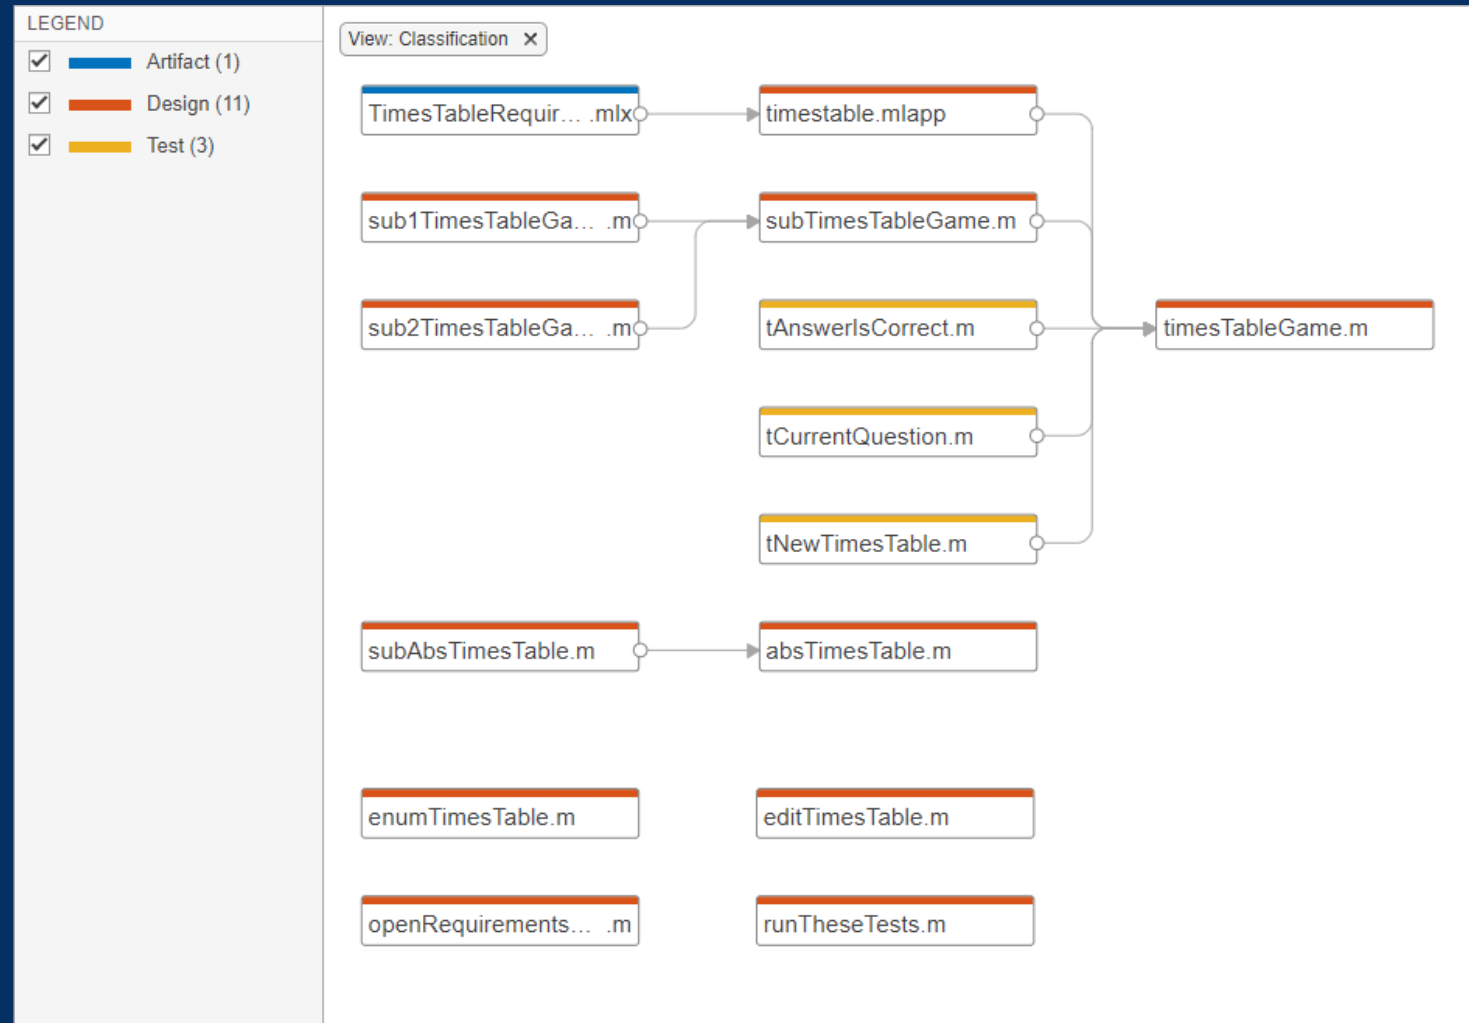 LEGEND
Artifact (1)
Design (11)
Test (3)
View: Classification
TimesTableRequir... .mlx
timestable.mlapp
sub1TimesTableGa... .m
subTimesTableGame.m
sub2TimesTableGa... .m
tAnswerIsCorrect.m
timesTableGame.m
tCurrentQuestion.m
tNewTimesTable.m
subAbsTimesTable.m
absTimesTable.m
enumTimesTable.m
editTimesTable.m
openRequirements... .m
runTheseTests.m